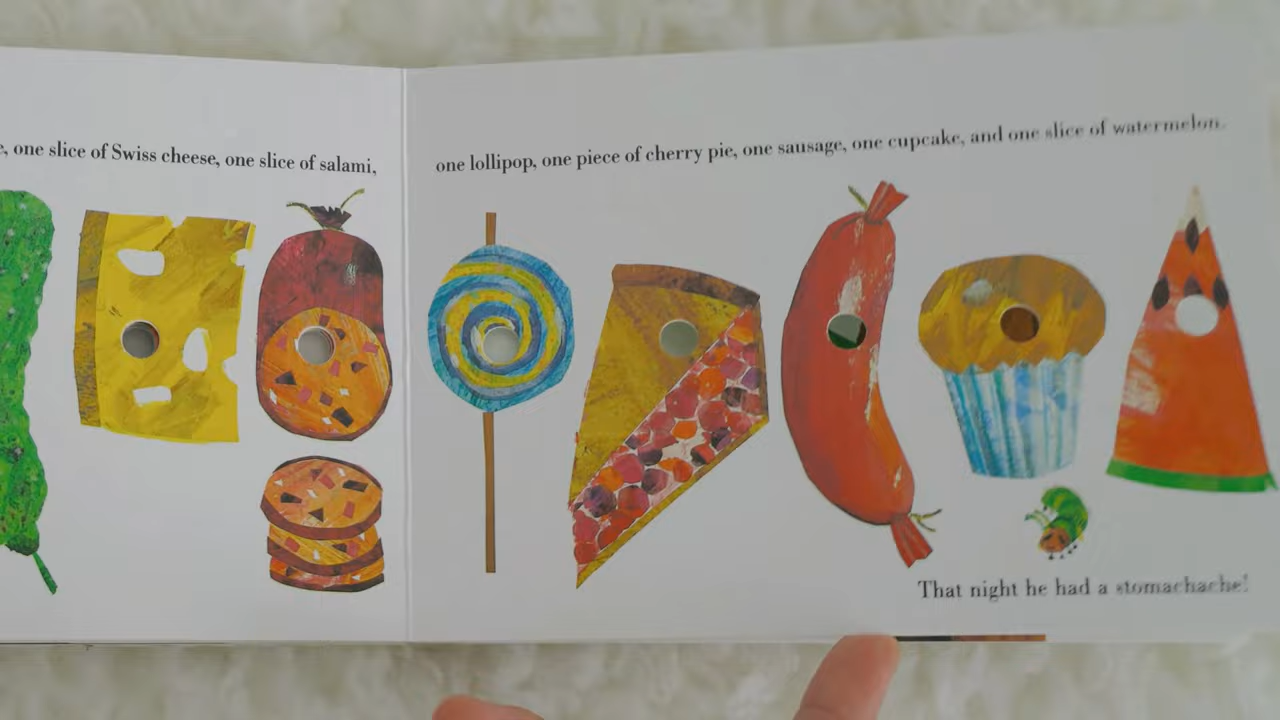 , one slice of Swiss cheese, one slice of salami,
one lollipop, one piece of cherry pie, one sausage, one cupcake, and one slice of watermelon.
That night he had a stomachache!